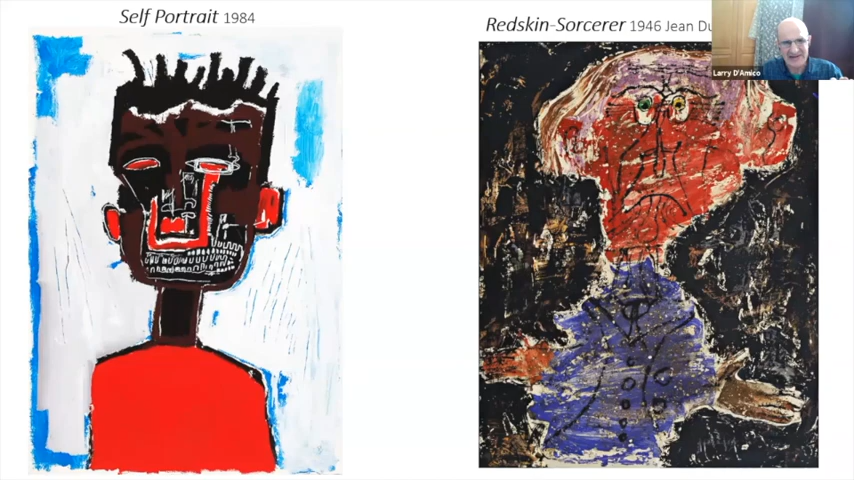 Self Portrait 1984
Redskin-Sorcerer 1946 Jean Du
Larry D'Amico